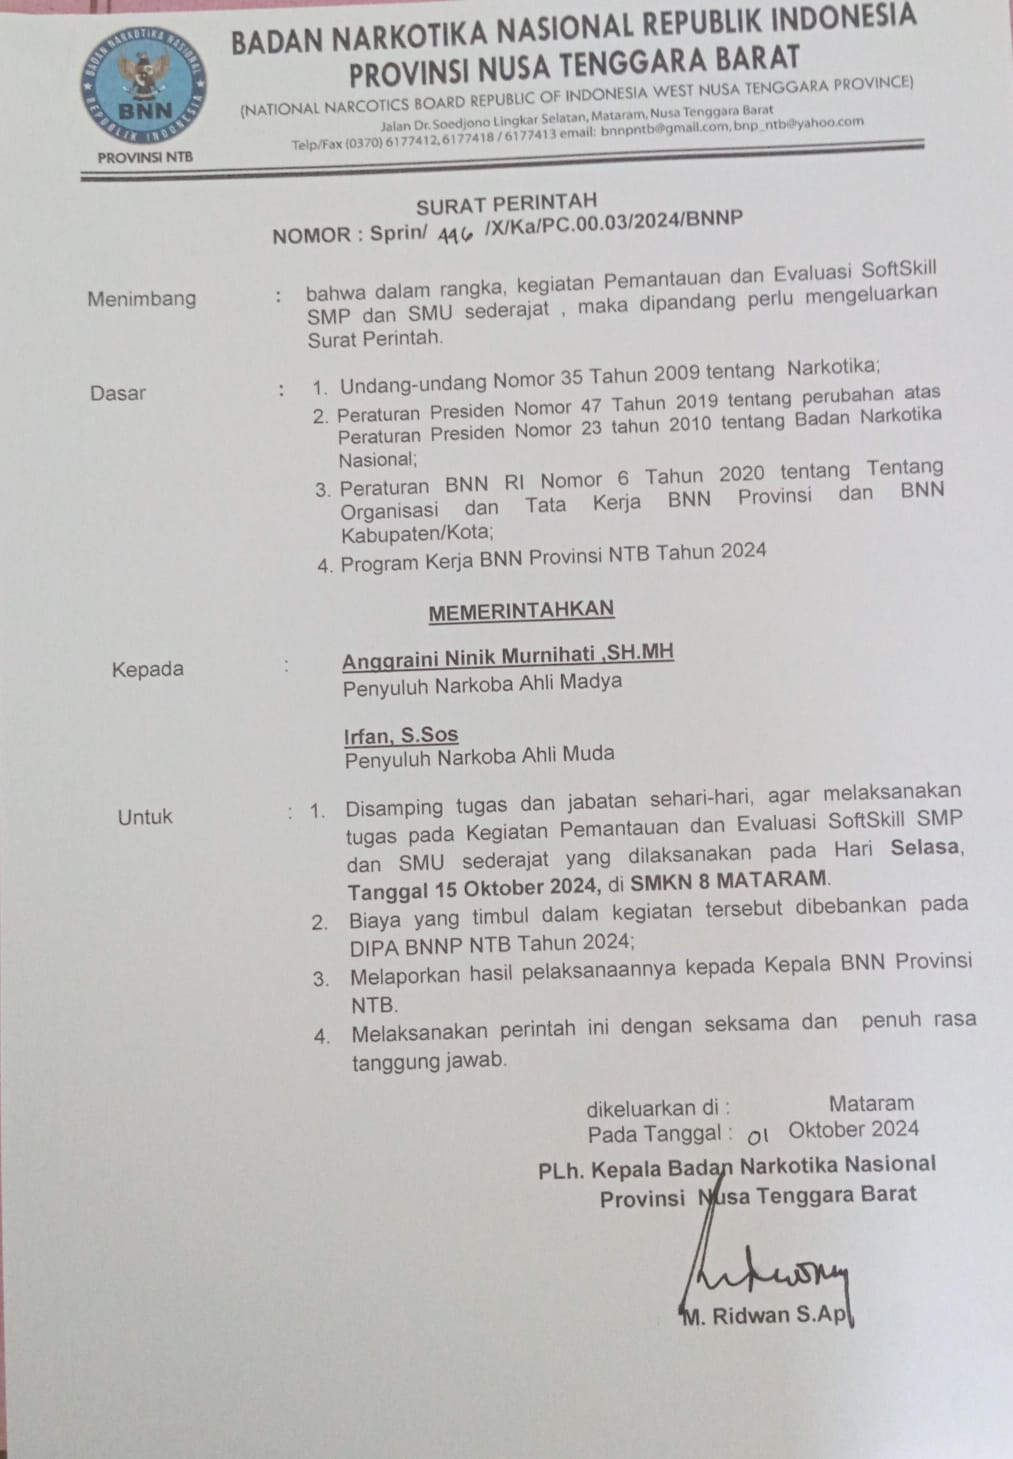 BADAN NARKOTIKA NASIONAL REPUBLIK INDONESIA
PROVINSI NUSA TENGGARA BARAT
(NATIONAL NARCOTICS BOARD REPUBLIC OF INDONESIA WEST NUSA TENGGARA PROVINCE)
Jalan Dr. Soedjono Lingkar Selatan, Mataram, Nusa Tenggara Barat
Telp/Fax (0370) 6177412, 6177418 / 6177413 email: bnnpntb@gmail.com, bnp_ntb@yahoo.com
BADAN NARKOTIKA NASIONAL
REPUBLIK INDONESIA
BNN
PROVINSI NTB
SURAT PERINTAH
NOMOR : Sprin/ 446 /X/Ka/PC.00.03/2024/BNNP
Menimbang : bahwa dalam rangka, kegiatan Pemantauan dan Evaluasi SoftSkill
SMP dan SMU sederajat , maka dipandang perlu mengeluarkan
Surat Perintah.
Dasar : 1. Undang-undang Nomor 35 Tahun 2009 tentang Narkotika;
2. Peraturan Presiden Nomor 47 Tahun 2019 tentang perubahan atas
Peraturan Presiden Nomor 23 tahun 2010 tentang Badan Narkotika
Nasional;
3. Peraturan BNN RI Nomor 6 Tahun 2020 tentang Tentang
Organisasi dan Tata Kerja BNN Provinsi dan BNN
Kabupaten/Kota;
4. Program Kerja BNN Provinsi NTB Tahun 2024
MEMERINTAHKAN
Kepada : Anggraini Ninik Murnihati ,SH.MH
Penyuluh Narkoba Ahli Madya
Irfan, S.Sos
Penyuluh Narkoba Ahli Muda
Untuk : 1. Disamping tugas dan jabatan sehari-hari, agar melaksanakan
tugas pada Kegiatan Pemantauan dan Evaluasi SoftSkill SMP
dan SMU sederajat yang dilaksanakan pada Hari Selasa,
Tanggal 15 Oktober 2024, di SMKN 8 MATARAM.
2. Biaya yang timbul dalam kegiatan tersebut dibebankan pada
DIPA BNNP NTB Tahun 2024;
3. Melaporkan hasil pelaksanaannya kepada Kepala BNN Provinsi
NTB.
4. Melaksanakan perintah ini dengan seksama dan penuh rasa
tanggung jawab.
dikeluarkan di : Mataram
Pada Tanggal : 01 Oktober 2024
PLh. Kepala Badan Narkotika Nasional
Provinsi Nusa Tenggara Barat
M. Ridwan S.Ap